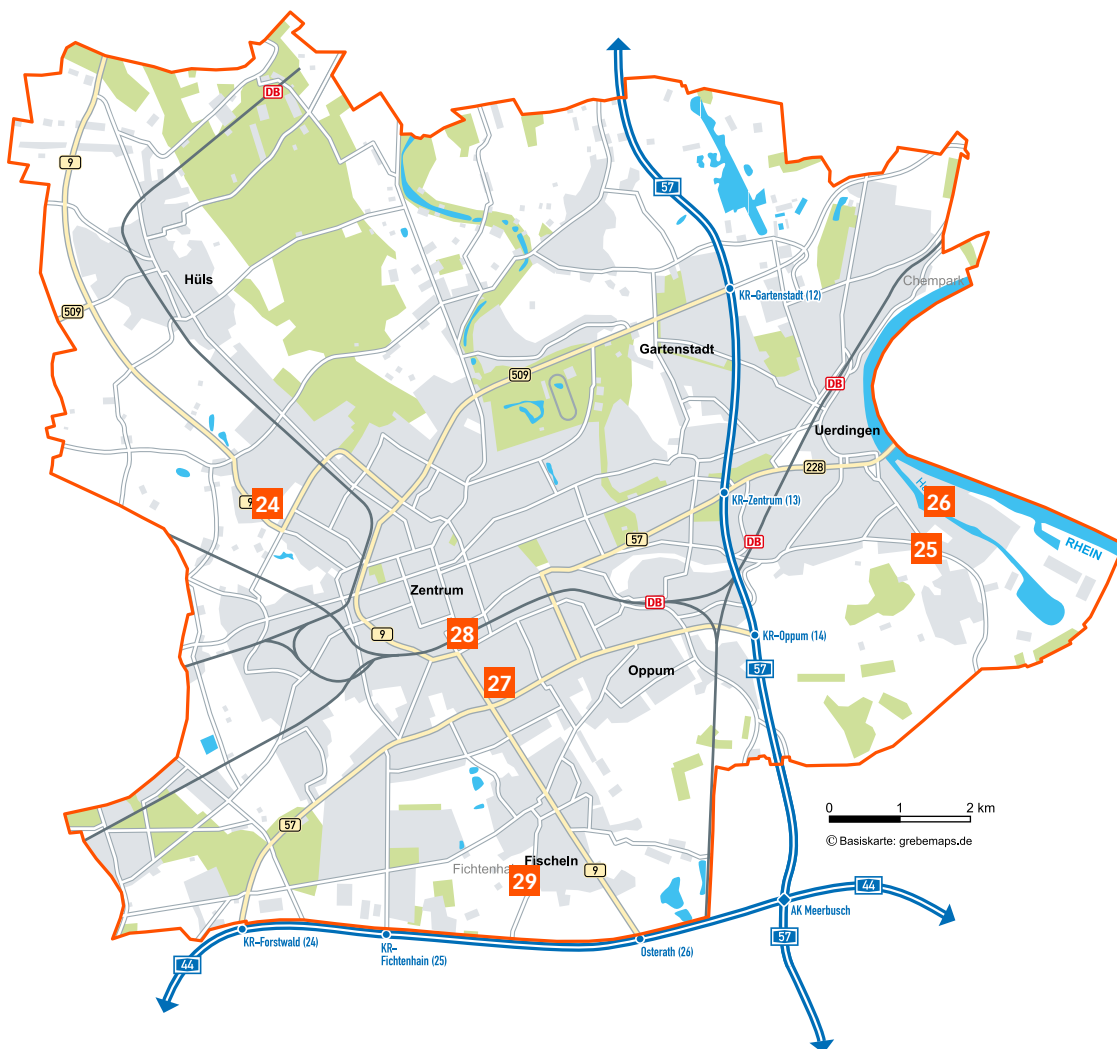 DB
9
57
Hüls
Chempark
KR–Gartenstadt (12)
509
Gartenstadt
509
DB
Uerdingen
228
9
24
KR–Zentrum (13)
26
57
DB
RHEIN
25
Zentrum
DB
9
28
KR–Oppum (14)
57
Oppum
27
0 1 2 km
© Basiskarte: grebemaps.de
57
Fischeln
9
29
44
AK Meerbusch
KR–Forstwald (24)
KR–
Fichtenhain (25)
Osterath (26)
57
44